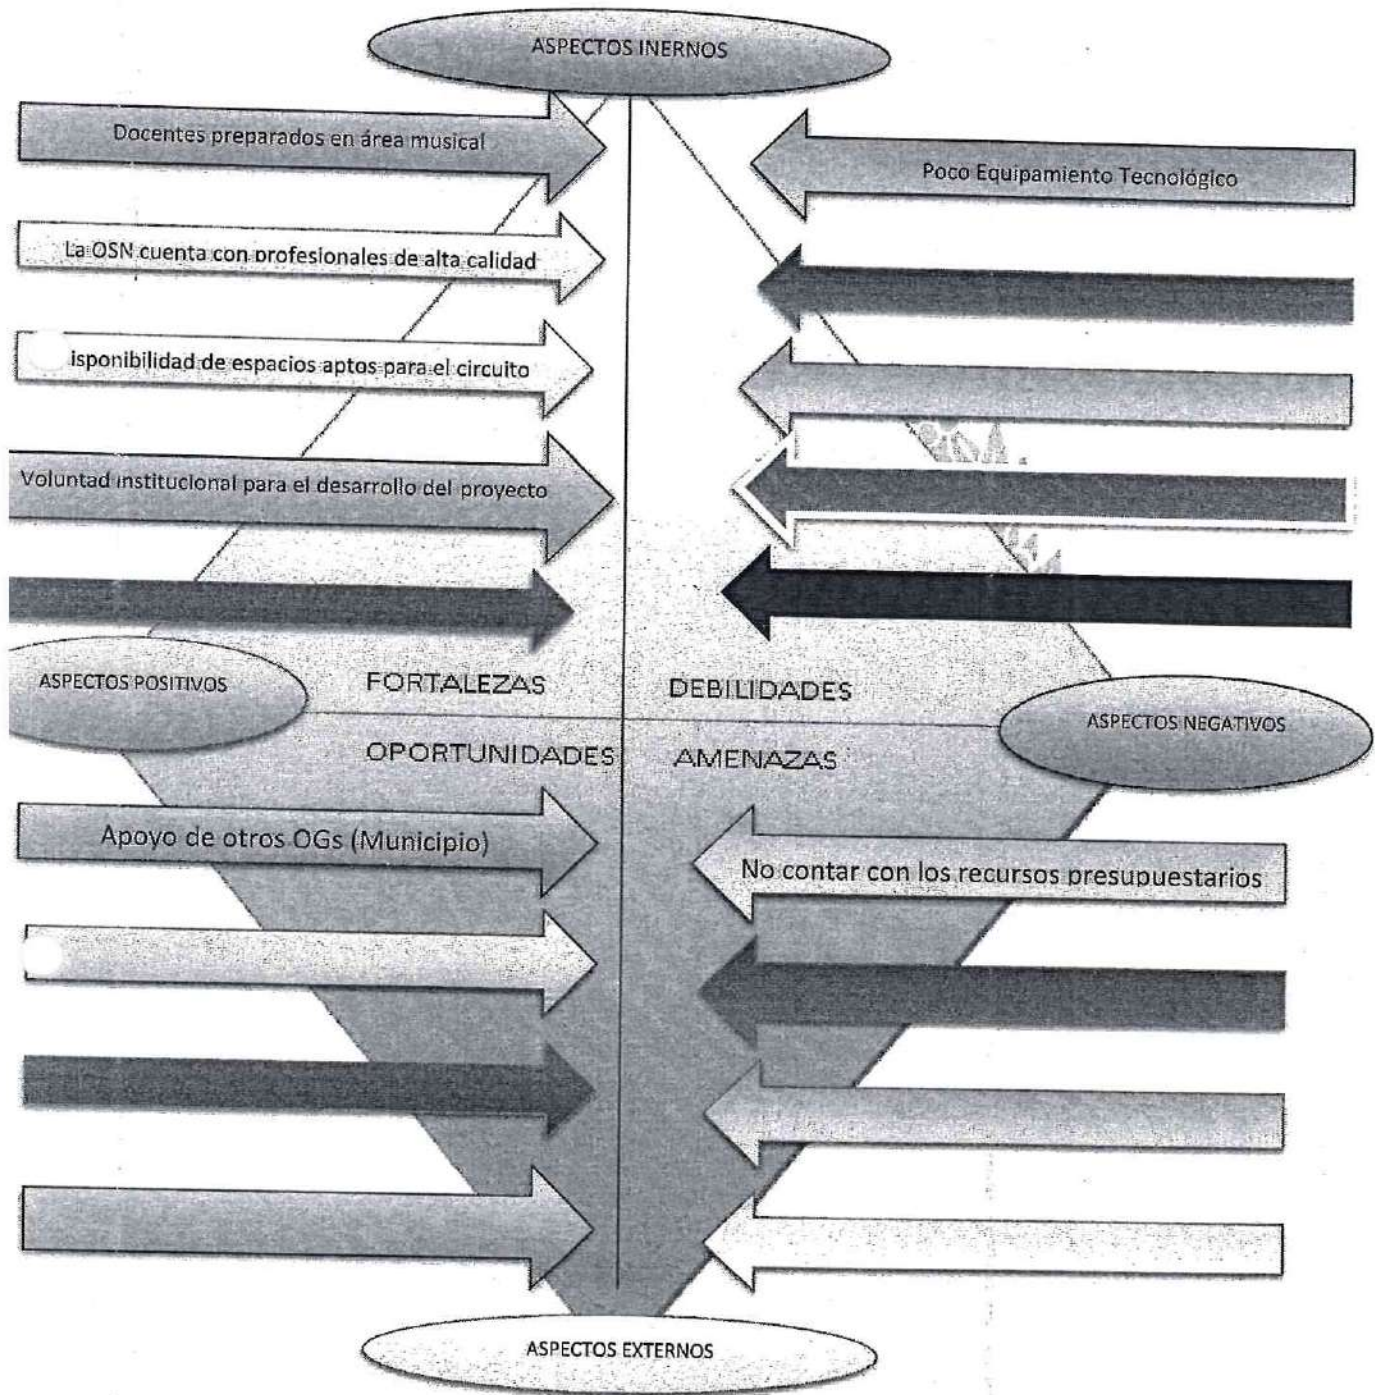 ASPECTOS INERNOS
Docentes preparados en área musical
Poco Equipamiento Tecnológico
La OSN cuenta con profesionales de alta calidad
isponibilidad de espacios aptos para el circuito
Voluntad institucional para el desarrollo del proyecto
ASPECTOS POSITIVOS
FORTALEZAS
DEBILIDADES
ASPECTOS NEGATIVOS
OPORTUNIDADES
AMENAZAS
Apoyo de otros OGs (Municipio)
No contar con los recursos presupuestarios
ASPECTOS EXTERNOS